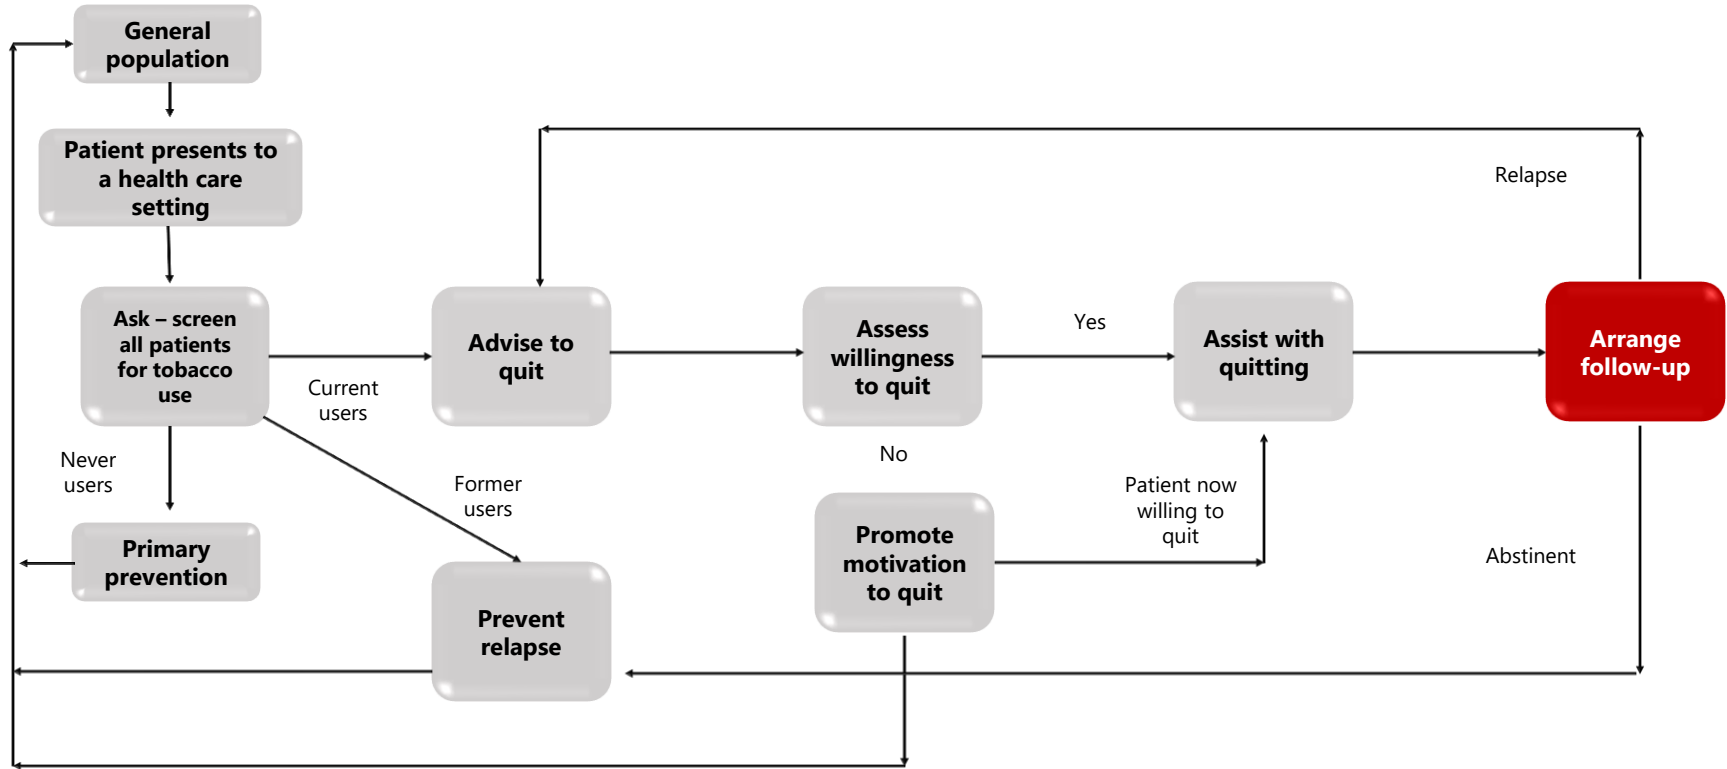 General
population
Patient presents to
a health care
setting
Relapse
Ask – screen
all patients
for tobacco
use
Current
users
Advise to
quit
Assess
willingness
to quit
Yes
Assist with
quitting
Arrange
follow-up
No
Never
users
Former
users
Patient now
willing to
quit
Primary
prevention
Promote
motivation
to quit
Abstinent
Prevent
relapse